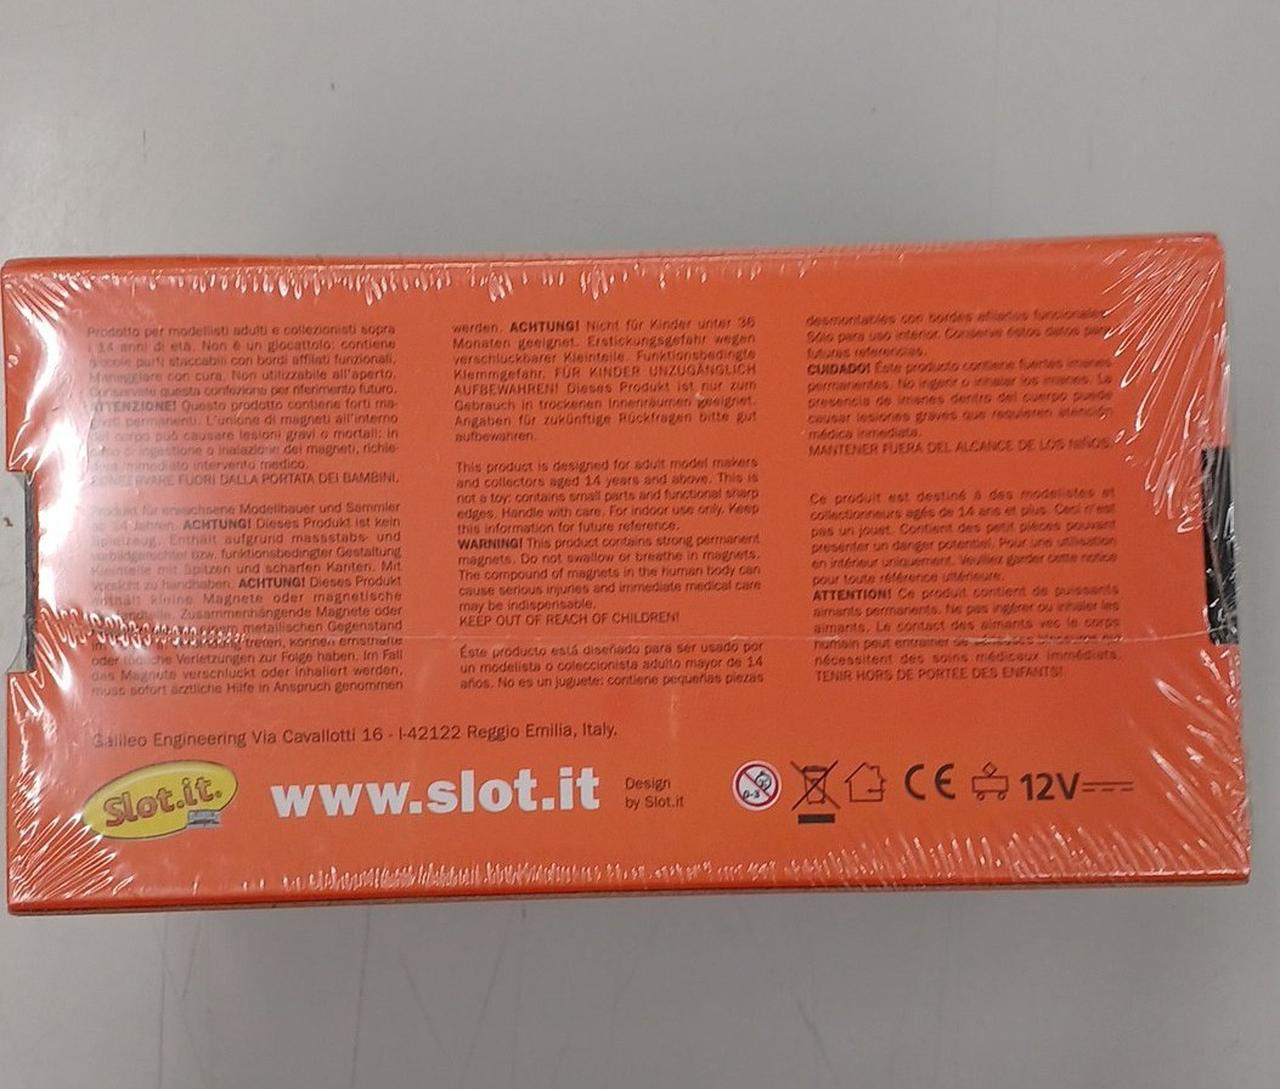 Prodotto per modellisti adulti e collezionisti sopra
i 14 anni di età. Non è un giocattolo: contiene
piccole parti staccabili con bordi affilati funzionali.
Maneggiare con cura. Non utilizzabile all'aperto.
Conservate questa confezione per riferimento futuro.
ATTENZIONE! Questo prodotto contiene forti ma-
gneti permanenti. L'unione di magneti all'interno
del corpo può causare lesioni gravi o mortali: in
caso di ingestione o inalazione dei magneti, richie-
dere immediato intervento medico.
CONSERVARE FUORI DALLA PORTATA DEI BAMBINI.
Produkt für erwachsene Modellbauer und Sammler
ab 14 Jahren. ACHTUNG! Dieses Produkt ist kein
Spielzeug. Enthält aufgrund massstabs- und
vorbildgerechter bzw. funktionsbedingter Gestaltung
Kleinteile mit Spitzen und scharfen Kanten. Mit
Vorsicht zu handhaben. ACHTUNG! Dieses Produkt
enthält kleine Magnete oder magnetische
Zusammenhängende Magnete oder
metallischen Gegenstand
treten, können ernsthafte
oder tödliche Verletzungen zur Folge haben. Im Fall
das Magnete verschluckt oder inhaliert werden,
muss sofort ärztliche Hilfe in Anspruch genommen
werden. ACHTUNG! Nicht für Kinder unter 36
Monaten geeignet. Erstickungsgefahr wegen
verschluckbarer Kleinteile. Funktionsbedingte
Klemmgefahr. FÜR KINDER UNZUGÄNGLICH
AUFBEWAHREN! Dieses Produkt ist nur zum
Gebrauch in trockenen Innenräumen geeignet.
Angaben für zukünftige Rückfragen bitte gut
aufbewahren.
This product is designed for adult model makers
and collectors aged 14 years and above. This is
not a toy: contains small parts and functional sharp
edges. Handle with care. For indoor use only. Keep
this information for future reference.
WARNING! This product contains strong permanent
magnets. Do not swallow or breathe in magnets.
The compound of magnets in the human body can
cause serious injuries and immediate medical care
may be indispensable.
KEEP OUT OF REACH OF CHILDREN!
Éste producto está diseñado para ser usado por
un modelista o coleccionista adulto mayor de 14
años. No es un juguete: contiene pequeñas piezas
desmontables con bordes afilados funcionales.
Sólo para uso interior. Conserve éstos datos para
futuras referencias.
CUIDADO! Éste producto contiene fuertes imanes
permanentes. No ingerir o inhalar los imanes. La
presencia de imanes dentro del cuerpo puede
causar lesiones graves que requieren atención
médica inmediata.
MANTENER FUERA DEL ALCANCE DE LOS NIÑOS.
Ce produit est destiné à des modelistes et
collectionneurs agés de 14 ans et plus. Ceci n'est
pas un jouet. Contient des petit pièces pouvant
presenter un danger potentiel. Pour une utilisation
en intérieur uniquement. Veuillez garder cette notice
pour toute référence ultérieure.
ATTENTION! Ce produit contient de puissants
aimants permanents. Ne pas ingérer ou inhaler les
aimants. Le contact des aimants vec le corps
humain peut entrainer de
nécessitent des soins médicaux immédiats.
TENIR HORS DE PORTEE DES ENFANTS!
Galileo Engineering Via Cavallotti 16 - I-42122 Reggio Emilia, Italy.
Slot.it.
www.slot.it
Design
by Slot.it
0-3
CE
12V